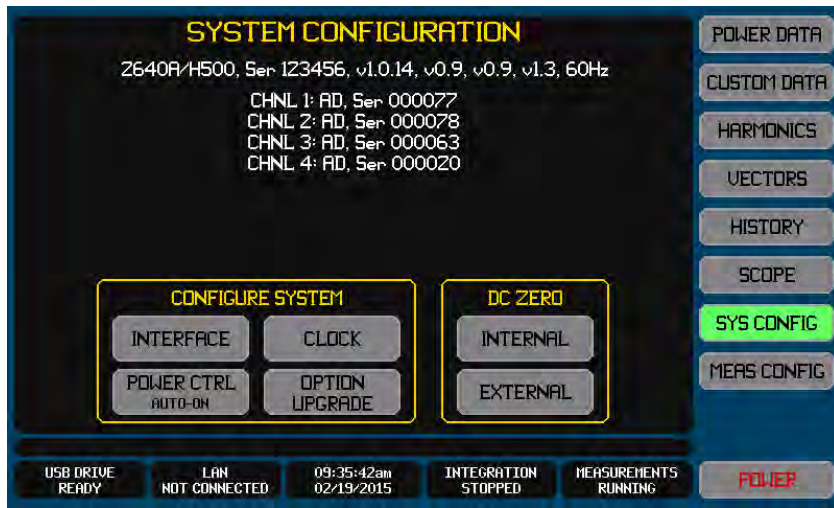 SYSTEM CONFIGURATION
2640A/H500, Ser 123456, v1.0.14, v0.9, v0.9, v1.3, 60Hz
CHNL 1: AD, Ser 000077
CHNL 2: AD, Ser 000078
CHNL 3: AD, Ser 000063
CHNL 4: AD, Ser 000020
CONFIGURE SYSTEM
INTERFACE
CLOCK
POWER CTRL
AUTO-ON
OPTION
UPGRADE
DC ZERO
INTERNAL
EXTERNAL
POWER DATA
CUSTOM DATA
HARMONICS
VECTORS
HISTORY
SCOPE
SYS CONFIG
MEAS CONFIG
USB DRIVE
READY
LAN
NOT CONNECTED
09:35:42am
02/19/2015
INTEGRATION
STOPPED
MEASUREMENTS
RUNNING
POWER